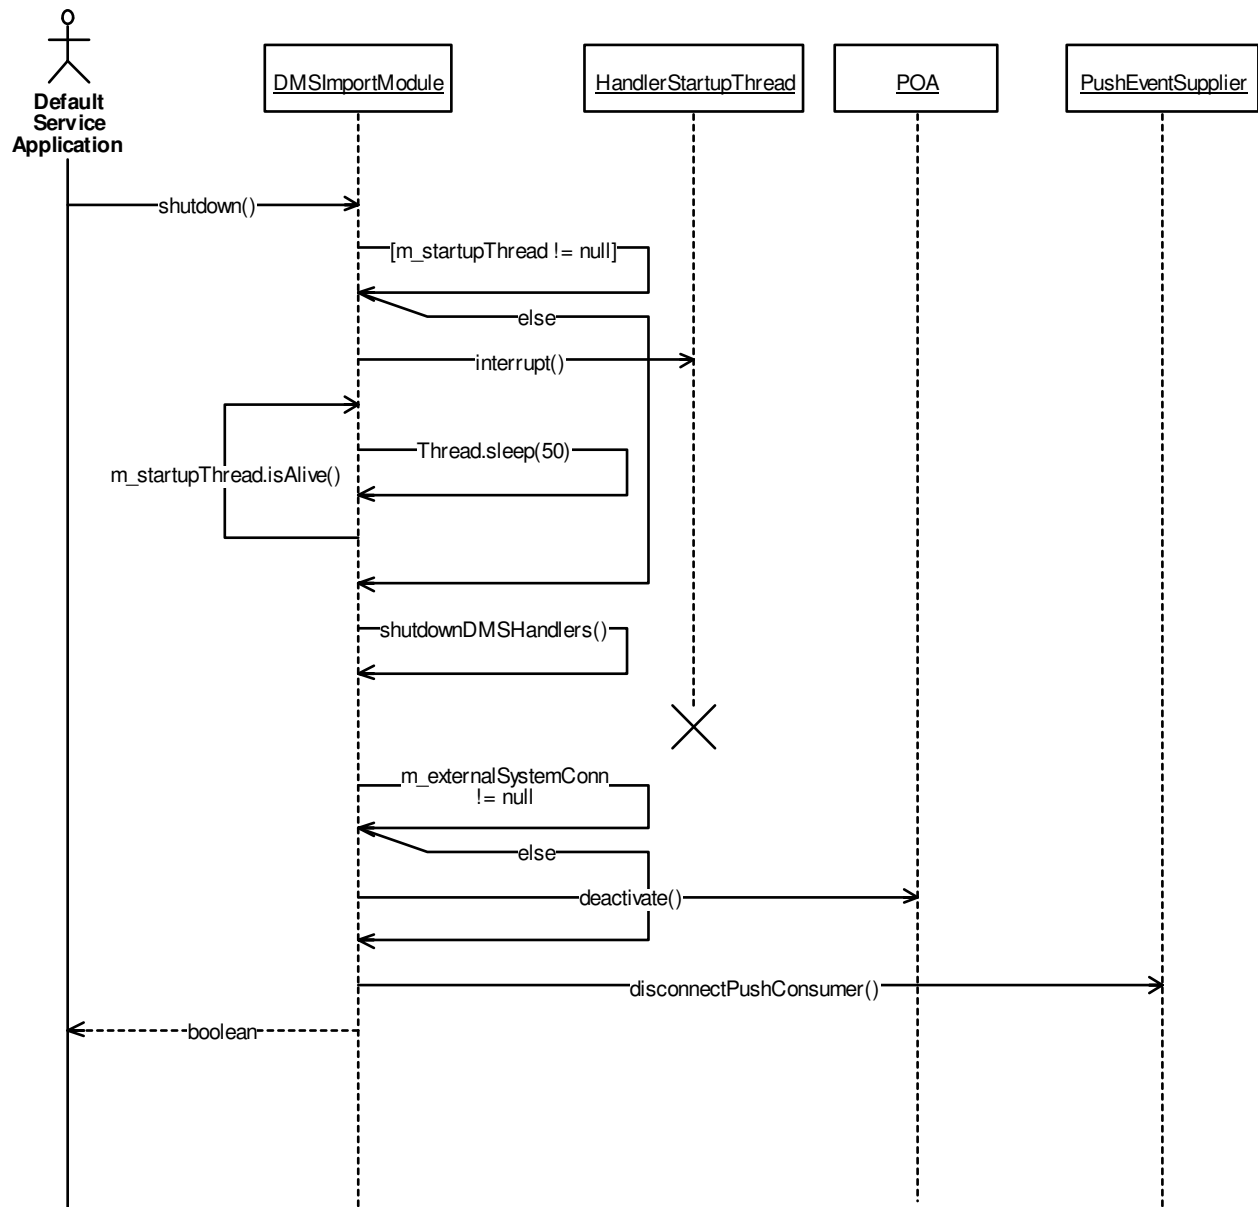 Default
Service
Application
DMSImportModule
HandlerStartupThread
POA
PushEventSupplier
shutdown()
[m_startupThread != null]
else
interrupt()
Thread.sleep(50)
m_startupThread.isAlive()
shutdownDMSHandlers()
m_externalSystemConn
!= null
else
deactivate()
disconnectPushConsumer()
boolean